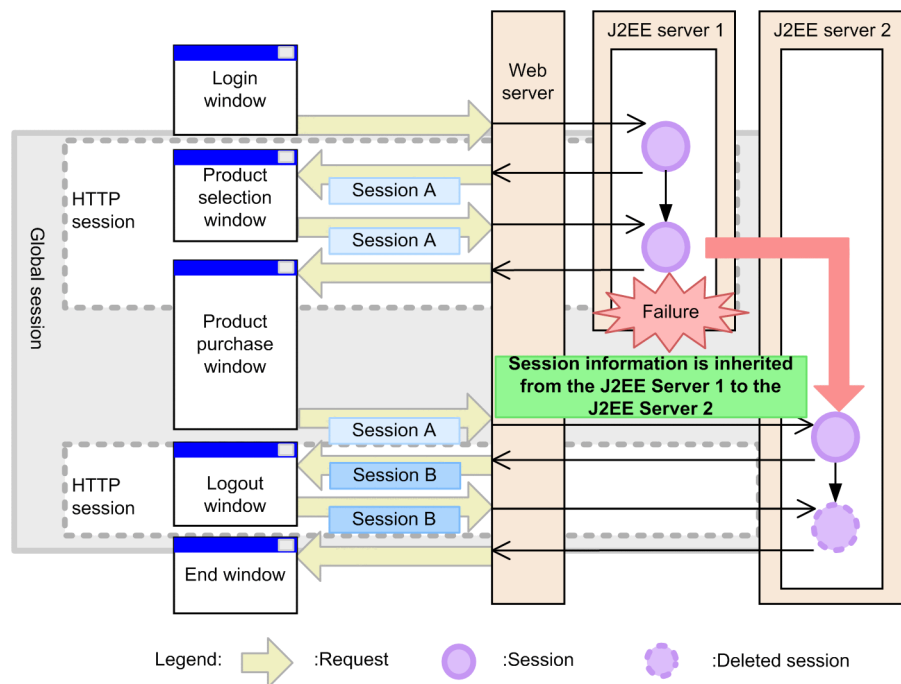 J2EE server 1
J2EE server 2
Login
window
Web
server
Global session
HTTP
session
Product
selection
window
Session A
Session A
Product
purchase
window
Failure
Session information is inherited
from the J2EE Server 1 to the
J2EE Server 2
Session A
HTTP
session
Logout
window
Session B
Session B
End window
Legend:
:Request
:Session
:Deleted session